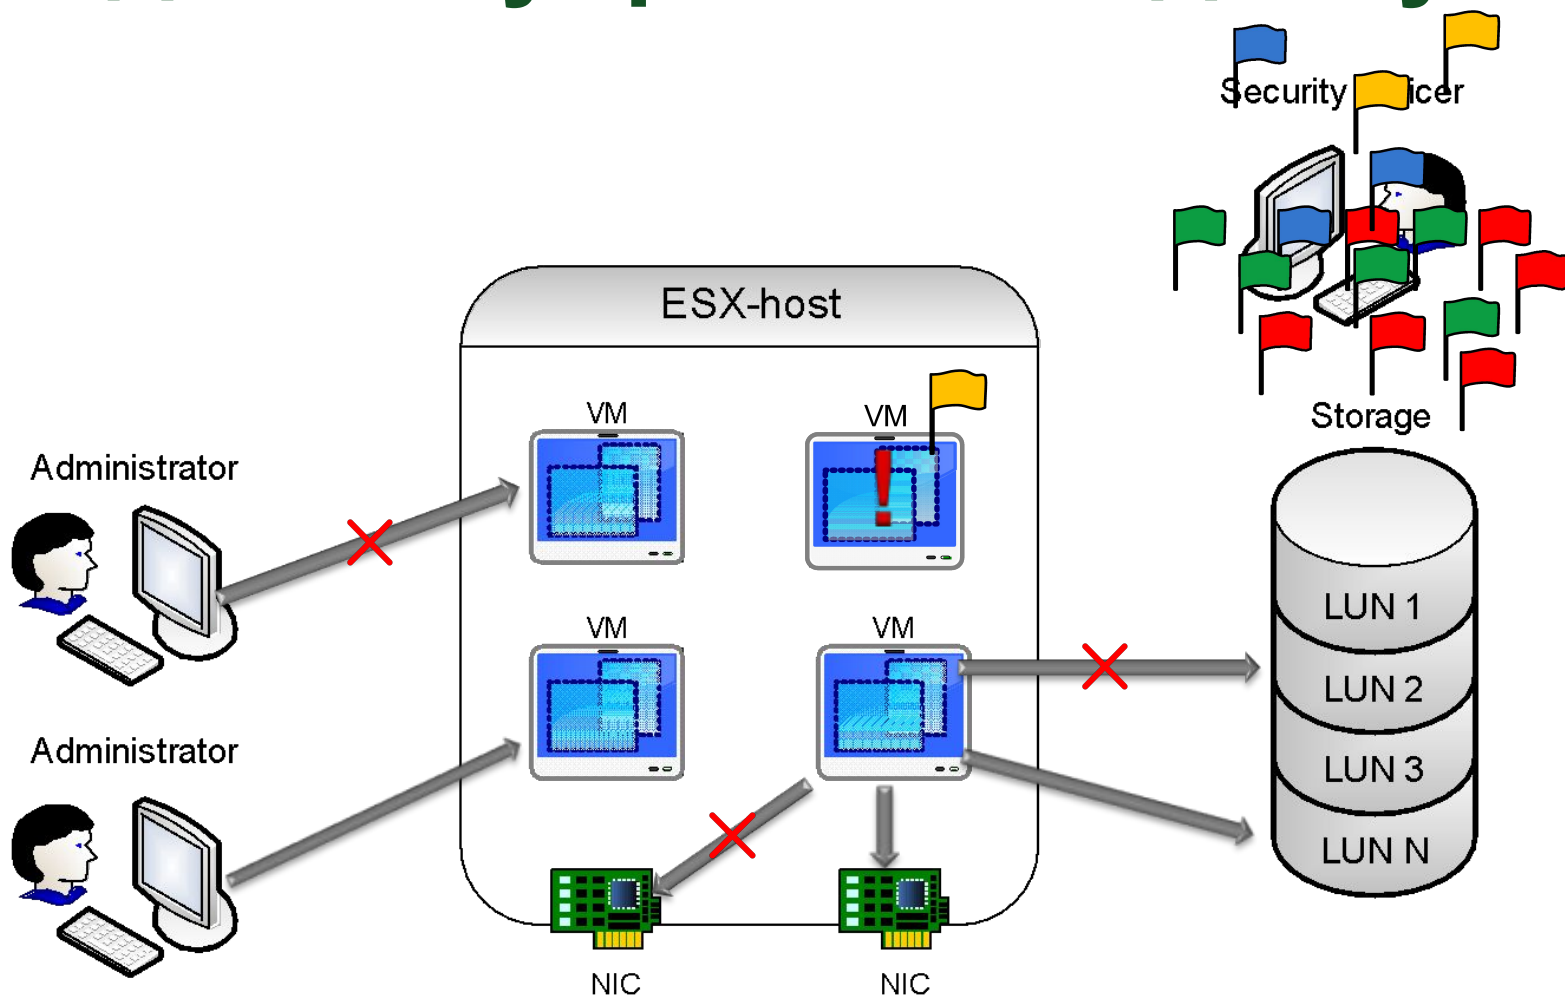 Security
ESX-host
VM
VM
Storage
Administrator
LUN 1
VM
VM
LUN 2
Administrator
LUN 3
LUN N
NIC
NIC